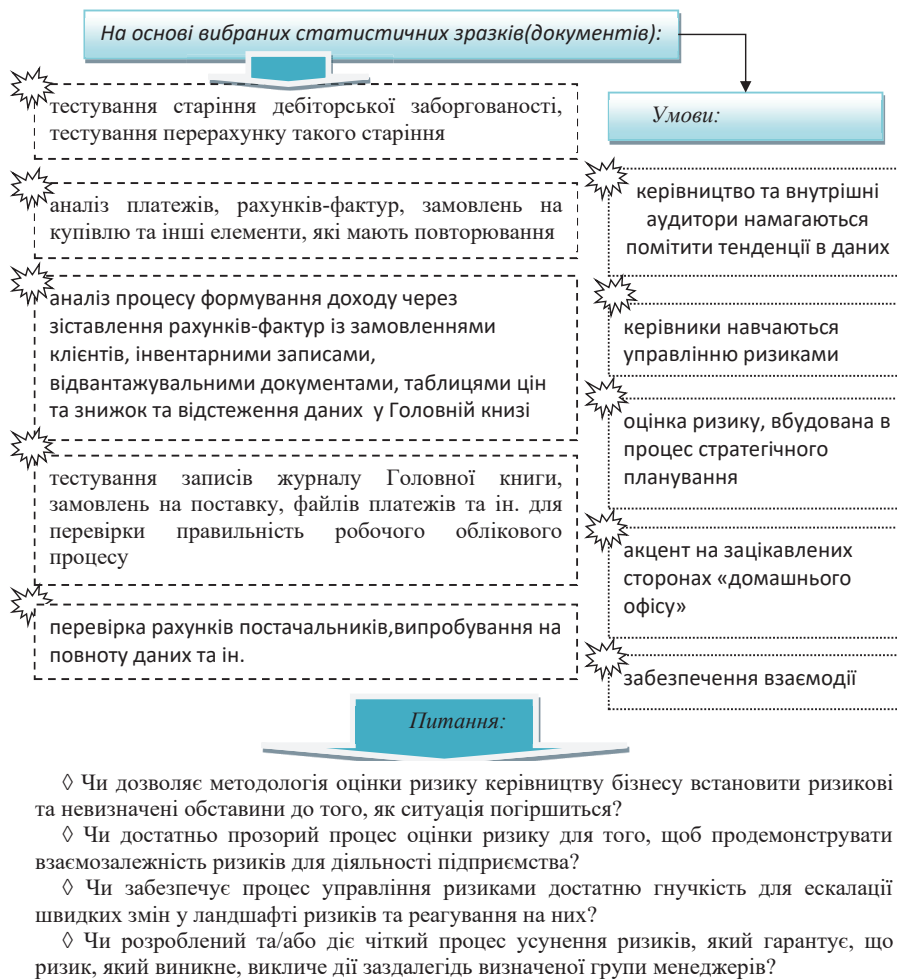 На основі вибраних статистичних зразків(документів):
тестування старіння дебіторської заборгованості,
тестування перерахунку такого старіння
аналіз платежів, рахунків-фактур, замовлень на
купівлю та інші елементи, які мають повторювання
аналіз процесу формування доходу через
зіставлення рахунків-фактур із замовленнями
клієнтів, інвентарними записами,
відвантажувальними документами, таблицями цін
та знижок та відстеження даних у Головній книзі
тестування записів журналу Головної книги,
замовлень на поставку, файлів платежів та ін. для
перевірки правильність робочого облікового
процесу
перевірка рахунків постачальників,випробування на
повноту даних та ін.
Умови:
керівництво та внутрішні
аудитори намагаються
помітити тенденції в даних
керівники навчаються
управлінню ризиками
оцінка ризику, вбудована в
процес стратегічного
планування
акцент на зацікавлених
сторонах «домашнього
офісу»
забезпечення взаємодії
Питання:
◊ Чи дозволяє методологія оцінки ризику керівництву бізнесу встановити ризикові
та невизначені обставини до того, як ситуація погіршиться?
◊ Чи достатньо прозорий процес оцінки ризику для того, щоб продемонструвати
взаємозалежність ризиків для діяльності підприємства?
◊ Чи забезпечує процес управління ризиками достатню гнучкість для ескалації
швидких змін у ландшафті ризиків та реагування на них?
◊ Чи розроблений та/або діє чіткий процес усунення ризиків, який гарантує, що
ризик, який виникне, викличе дії заздалегідь визначеної групи менеджерів?